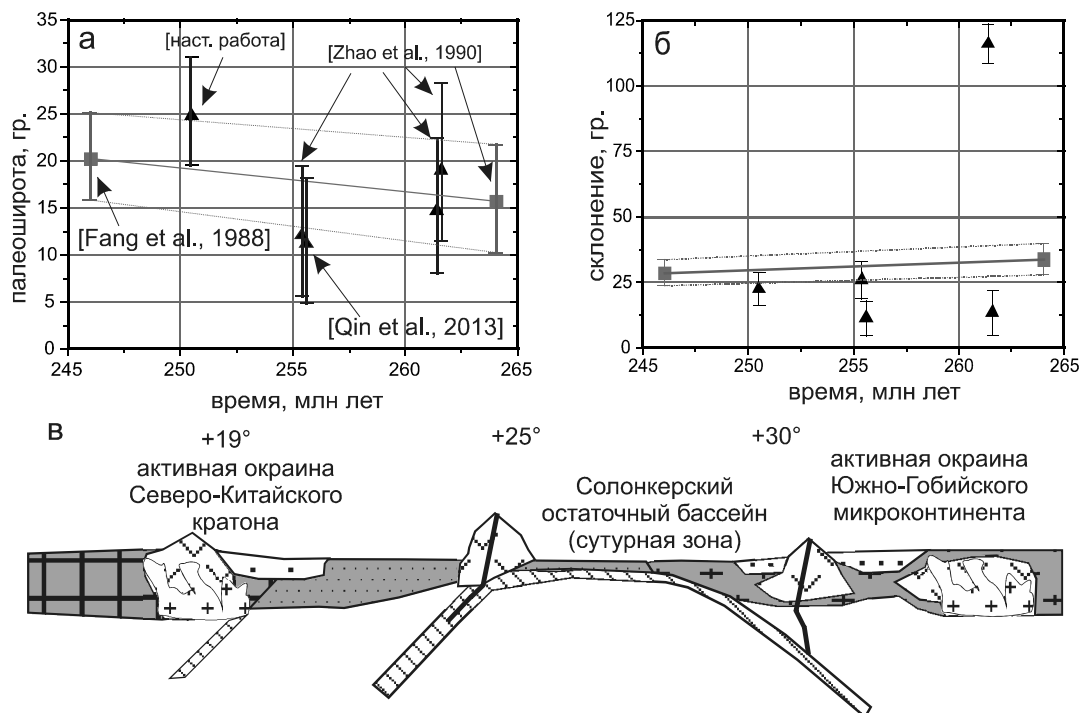 а
[наст. работа]
[Zhao et al., 1990]
[Fang et al., 1988]
[Qin et al., 2013]
палеоширота, гр.
35
30
25
20
15
10
5
0
245
250
255
260
265
время, млн лет
б
склонение, гр.
125
100
75
50
25
0
245
250
255
260
265
время, млн лет
в
+19°
активная окраина
Северо-Китайского
кратона
+25°
Солонкерский
остаточный бассейн
(сутурная зона)
+30°
активная окраина
Южно-Гобийского
микроконтинента